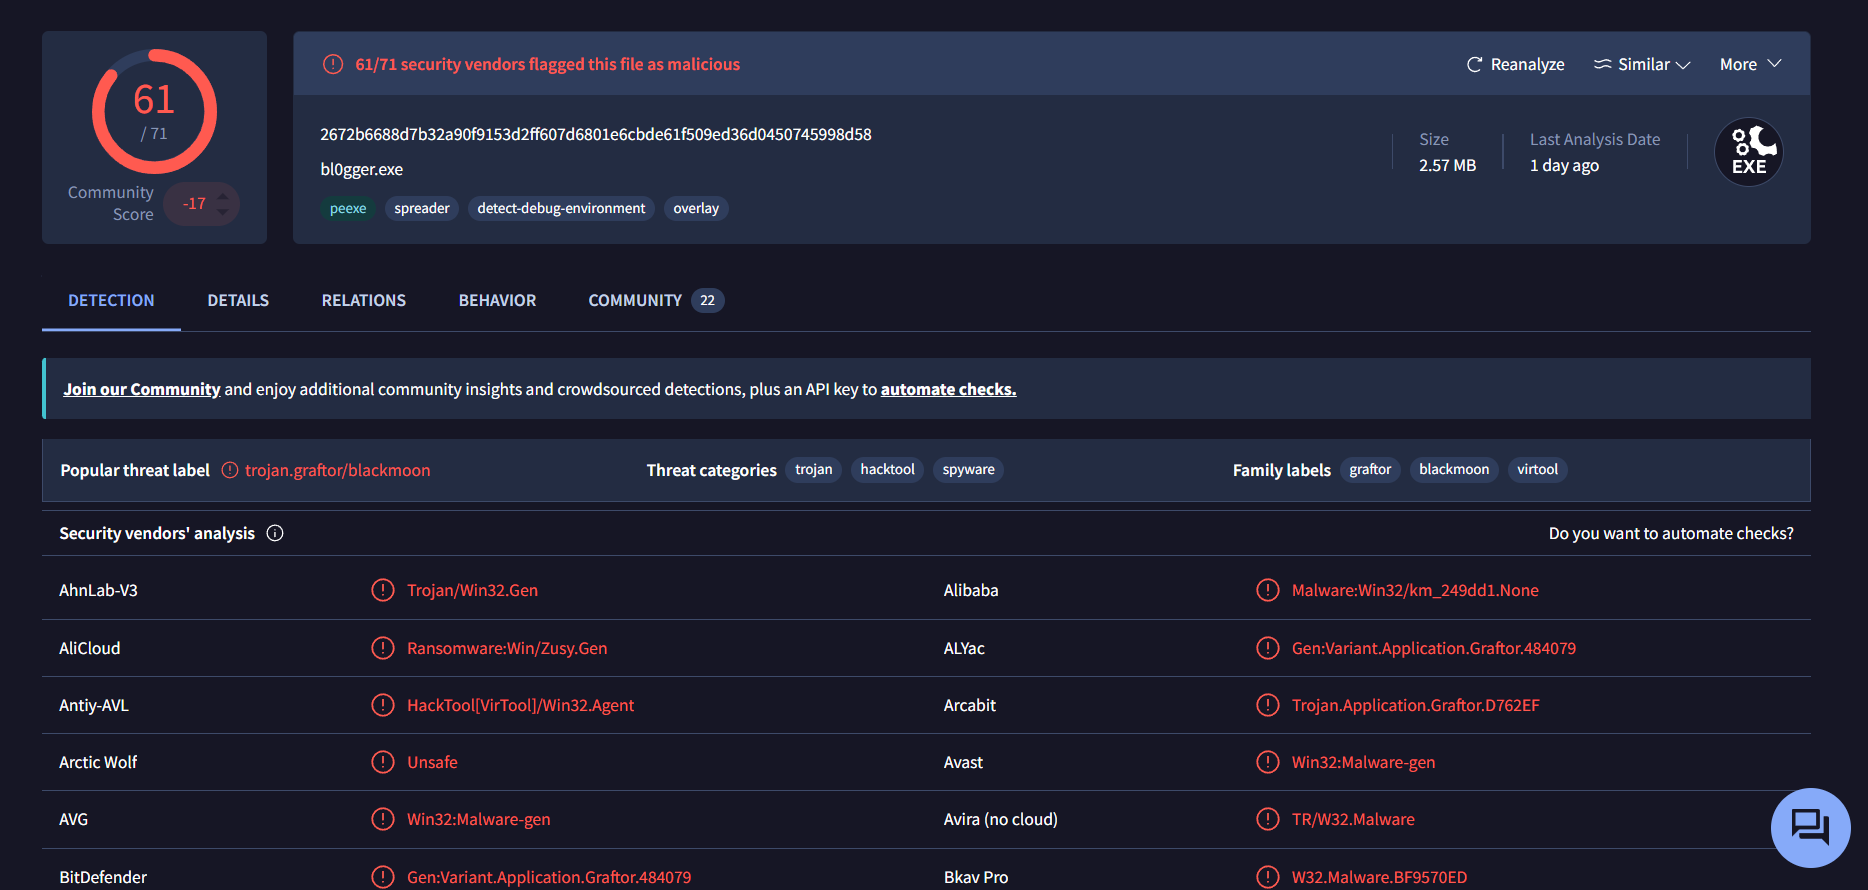 61
/ 71
Community
Score
-17
61/71 security vendors flagged this file as malicious
Reanalyze
Similar
More
2672b6688d7b32a90f9153d2ff607d6801e6cbde61f509ed36d0450745998d58
bl0gger.exe
peexe
spreader
detect-debug-environment
overlay
Size
2.57 MB
Last Analysis Date
1 day ago
EXE
DETECTION
DETAILS
RELATIONS
BEHAVIOR
COMMUNITY 22
Join our Community and enjoy additional community insights and crowdsourced detections, plus an API key to automate checks.
Popular threat label trojan.graftor/blackmoon
Threat categories trojan hacktool spyware
Family labels graftor blackmoon virtool
Security vendors' analysis
Do you want to automate checks?
AhnLab-V3 Trojan/Win32.Gen
Alibaba Malware:Win32/km_249dd1.None
AliCloud Ransomware:Win/Zusy.Gen
ALYac Gen:Variant.Application.Graftor.484079
Antiy-AVL HackTool[VirTool]/Win32.Agent
Arcabit Trojan.Application.Graftor.D762EF
Arctic Wolf Unsafe
Avast Win32:Malware-gen
AVG Win32:Malware-gen
Avira (no cloud) TR/W32.Malware
BitDefender Gen:Variant.Application.Graftor.484079
Bkav Pro W32.Malware.BF9570ED